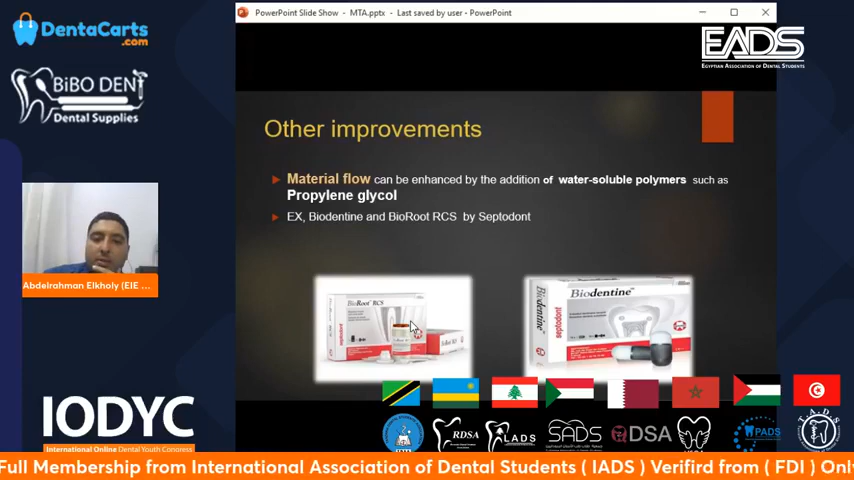 PowerPoint Slide Show - MTA.pptx - Last saved by user - PowerPoint
DentaCarts
.com
EADS
EGYPTIAN ASSOCIATION OF DENTAL STUDENTS
BiBO DENT
Dental Supplies
Other improvements
Material flow can be enhanced by the addition of water-soluble polymers such as
Propylene glycol
EX, Biodentine and BioRoot RCS by Septodont
Abdelrahman Elkholy (EIE ...
BioRoot RCS
septodont
Biodentine
Biodentine™
septodont
IODYC
International Online Dental Youth Congress
RDSA
LADS
SADS
QDSA
PADS
Full Membership from International Association of Dental Students ( IADS ) Verifird from ( FDI ) Only